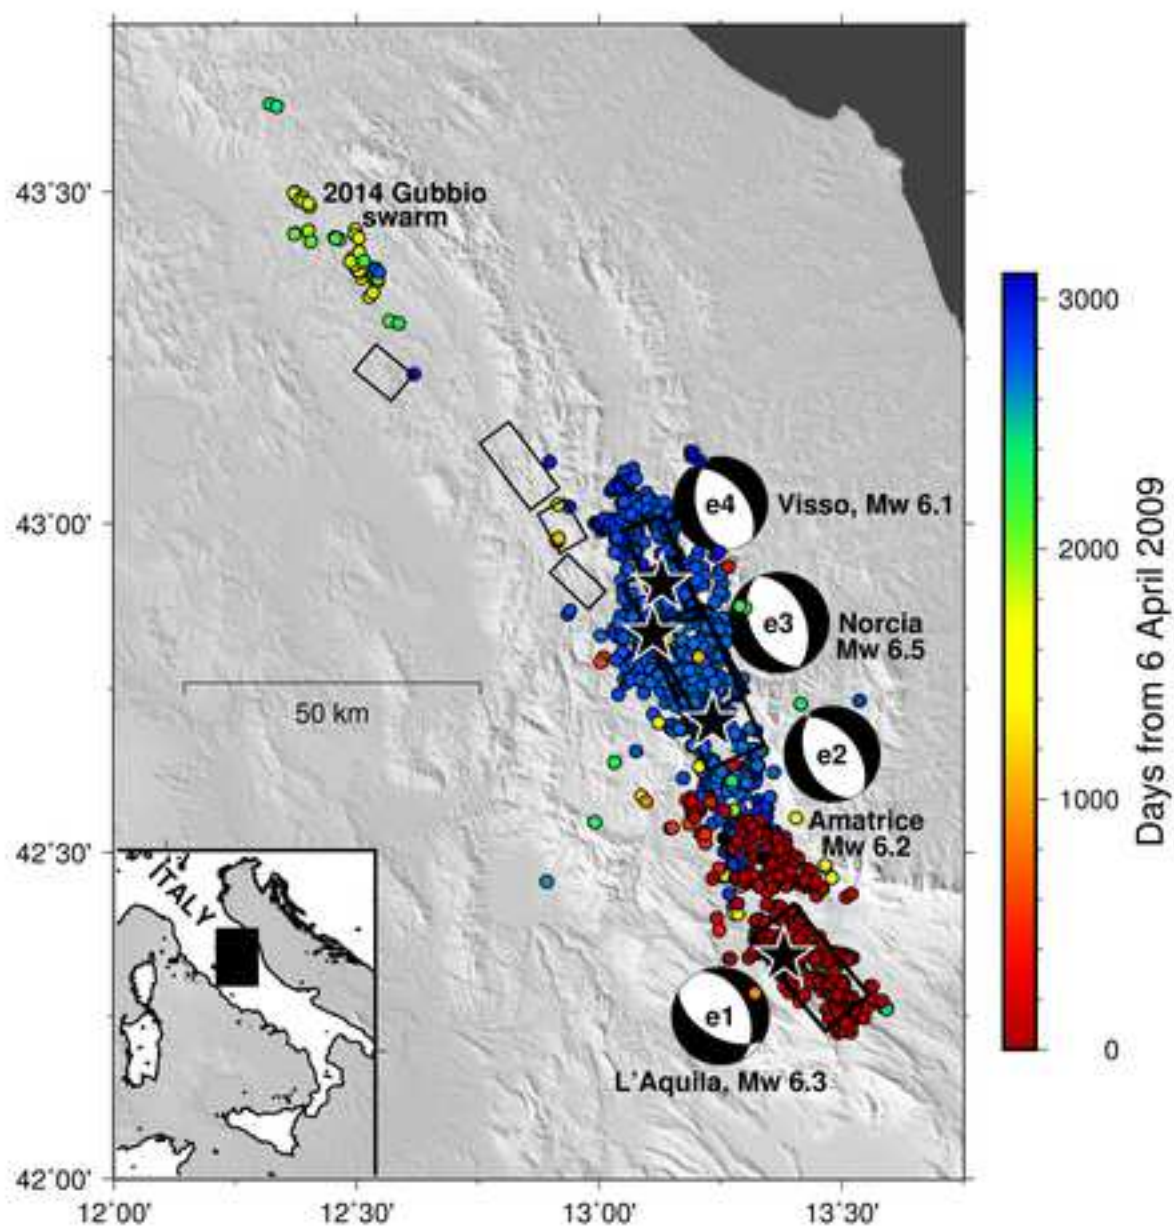 2014 Gubbio
swarm
43°30'
43°00'
42°30'
42°00'
12°00'
12°30'
13°00'
13°30'
e4
Visso, Mw 6.1
e3
Norcia
Mw 6.5
50 km
e2
Amatrice
Mw 6.2
e1
L'Aquila, Mw 6.3
ITALY
3000
2000
1000
0
Days from 6 April 2009